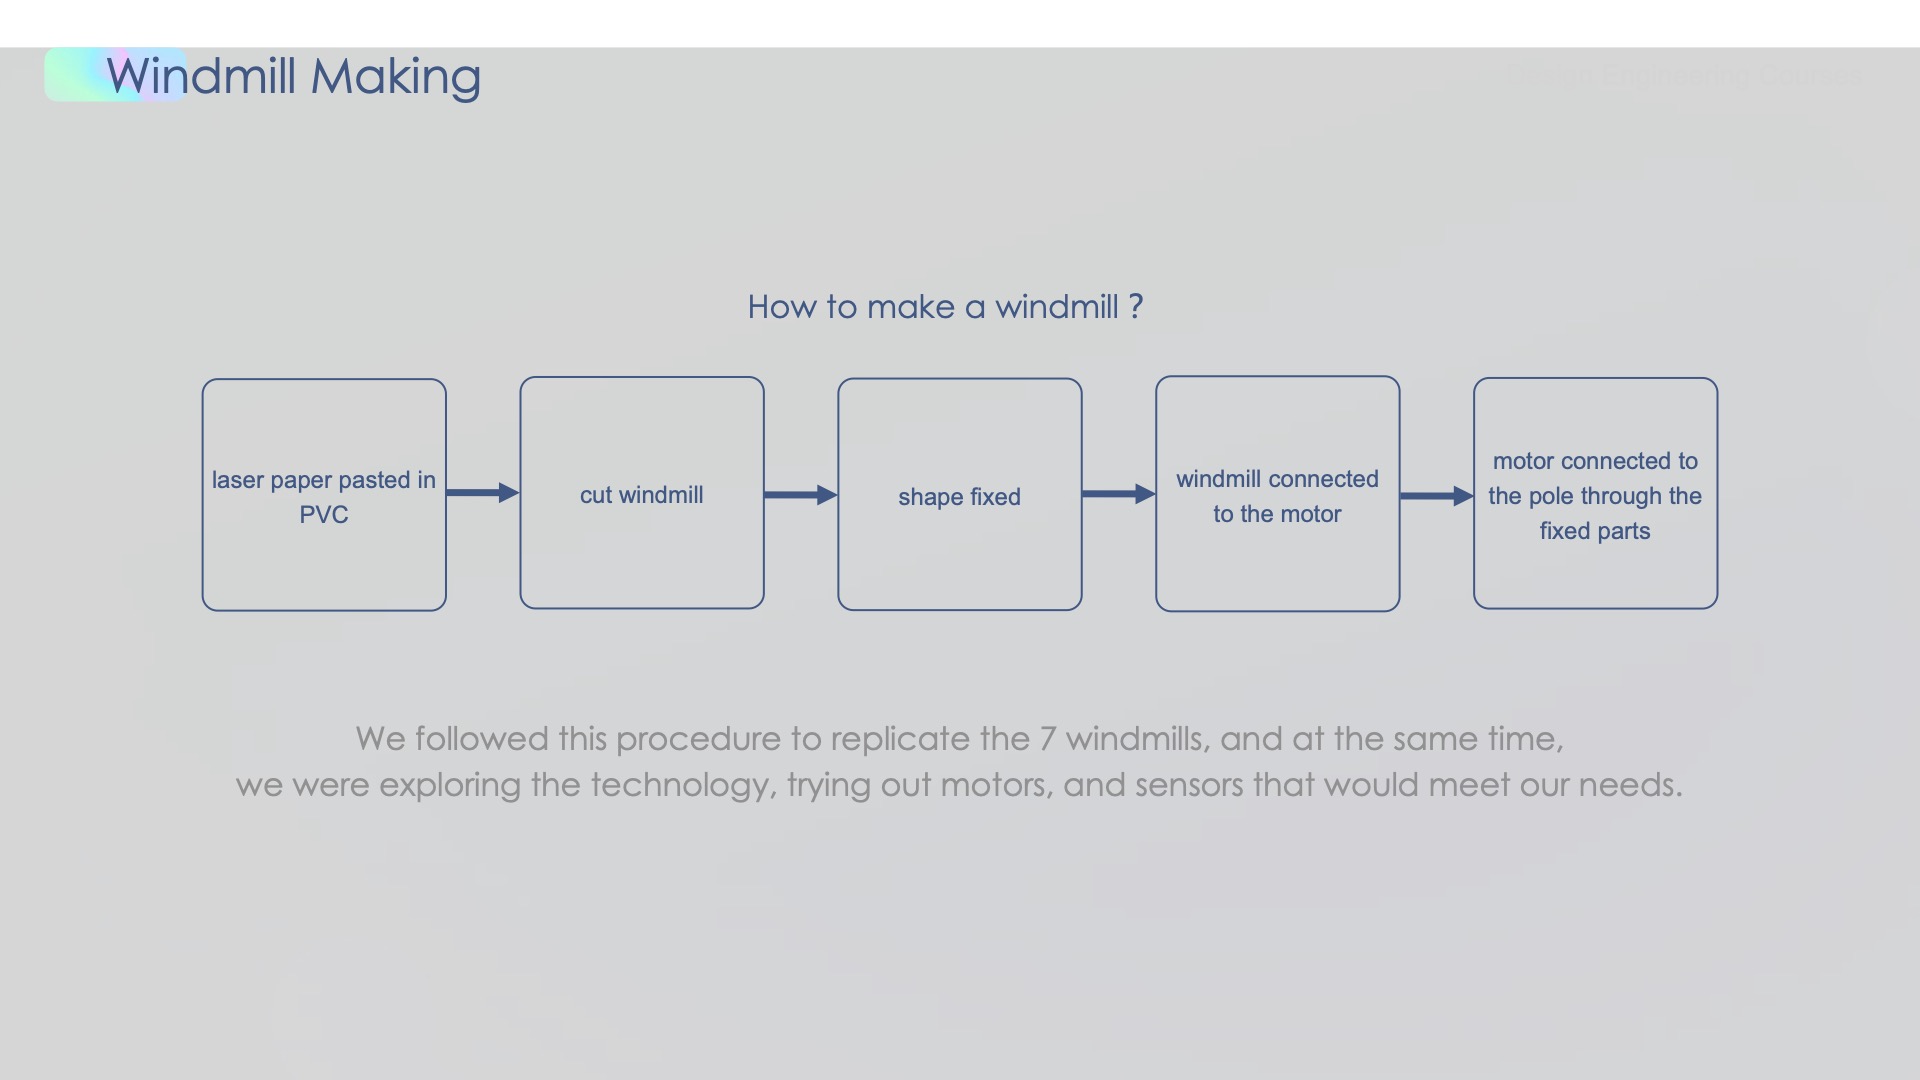 Windmill Making
Engineering Courses
How to make a windmill ?
laser paper pasted in
PVC
cut windmill
shape fixed
windmill connected
to the motor
motor connected to
the pole through the
fixed parts
We followed this procedure to replicate the 7 windmills, and at the same time,
we were exploring the technology, trying out motors, and sensors that would meet our needs.